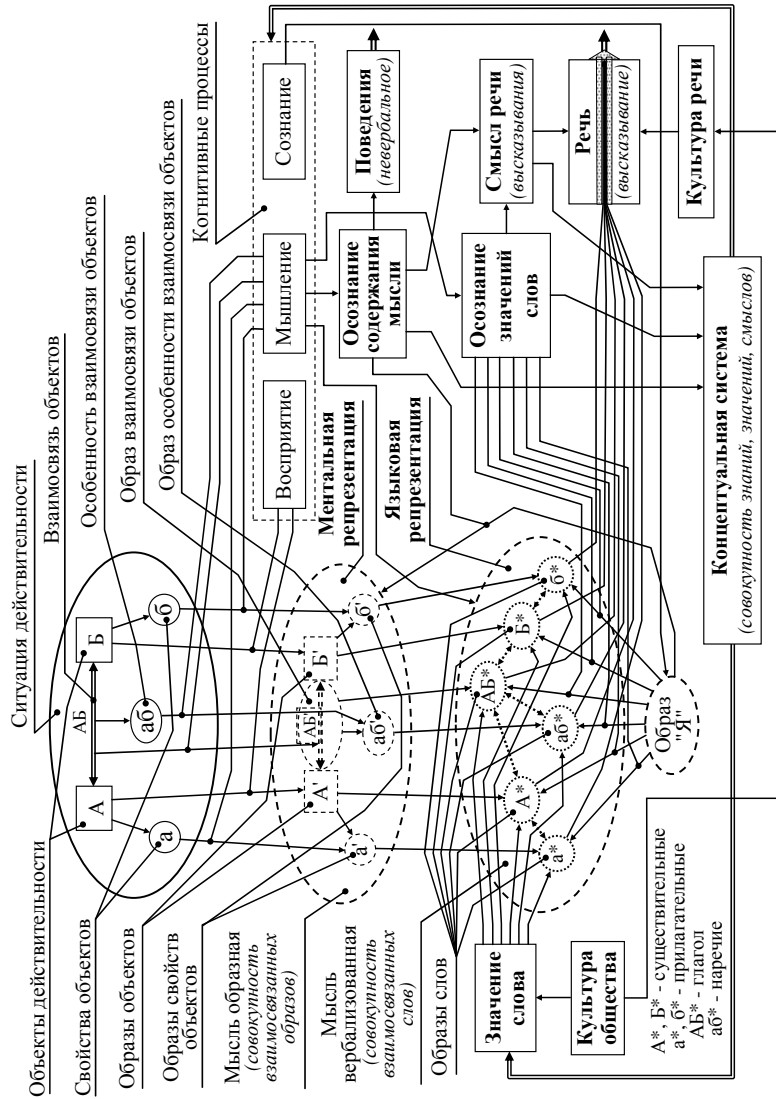 Ситуация действительности
Взаимосвязь объектов
Особенность взаимосвязи объектов
Образ взаимосвязи объектов
Образ особенности взаимосвязи объектов
Когнитивные процессы
Объекты действительности
Свойства объектов
Образы объектов
Образы свойств
объектов
Мысль образная
(совокупность
взаимосвязанных
образов)
Мысль
вербализованная
(совокупность
взаимосвязанных
слов)
Образы слов
А
АБ
Б
а
аб
б
А'
АБ'
Б'
а'
аб'
б'
Ментальная
репрезентация
Языковая
репрезентация
А*
АБ*
Б*
а*
аб*
б*
Образ
"Я"
Восприятие
Мышление
Сознание
Осознание
содержания
мысли
Поведения
(невербальное)
Осознание
значений
слов
Смысл речи
(высказывания)
Речь
(высказывание)
Культура речи
Значение
слова
Культура
общества
Концептуальная система
(совокупность знаний, значений, смыслов)
А*, Б* - существительные
а*, б* - прилагательные
АБ* - глагол
аб* - наречие